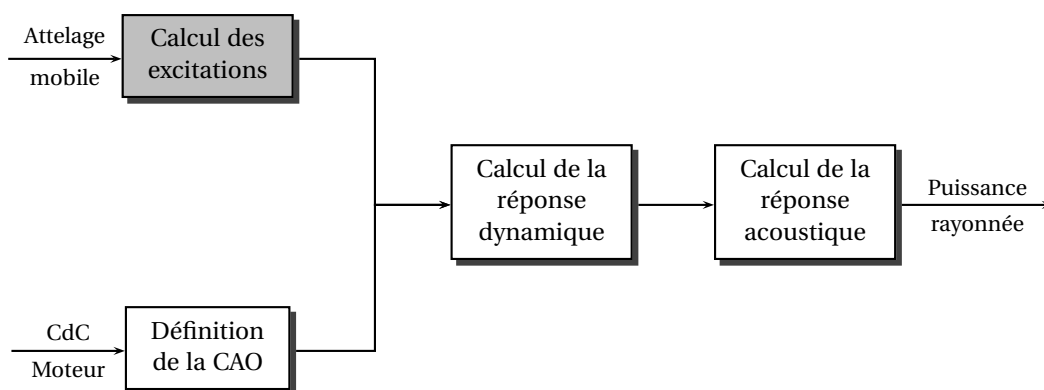 Attelage
mobile
Calcul des
excitations
Calcul de la
réponse
dynamique
Calcul de la
réponse
acoustique
Puissance
rayonnée
CdC
Moteur
Définition
de la CAO